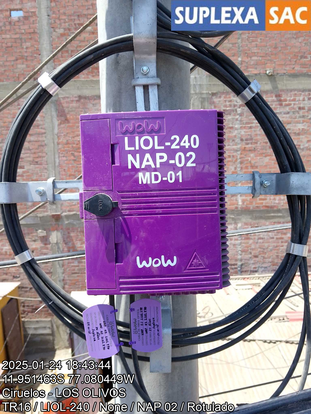 SUPLEXA SAC
WOW
LIOL-240
NAP-02
MD-01
WOW
2025-01-24 18:43:44
11.951463S 77.080449W
Ciruelos - LOS OLIVOS
TR16 / LIOL-240 / None / NAP 02 / Rotulado